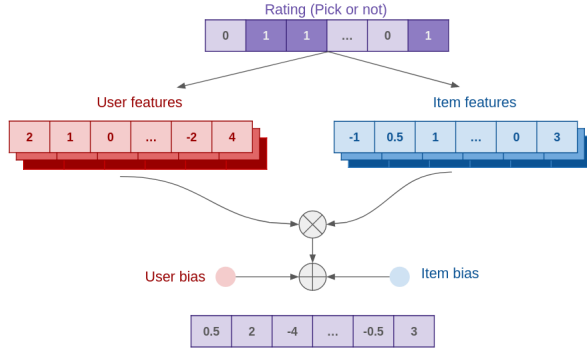 Rating (Pick or not)
0 1 1 ... 0 1
User features
Item features
2 1 0 ... -2 4
-1 0.5 1 ... 0 3
User bias
Item bias
0.5 2 -4 ... -0.5 3